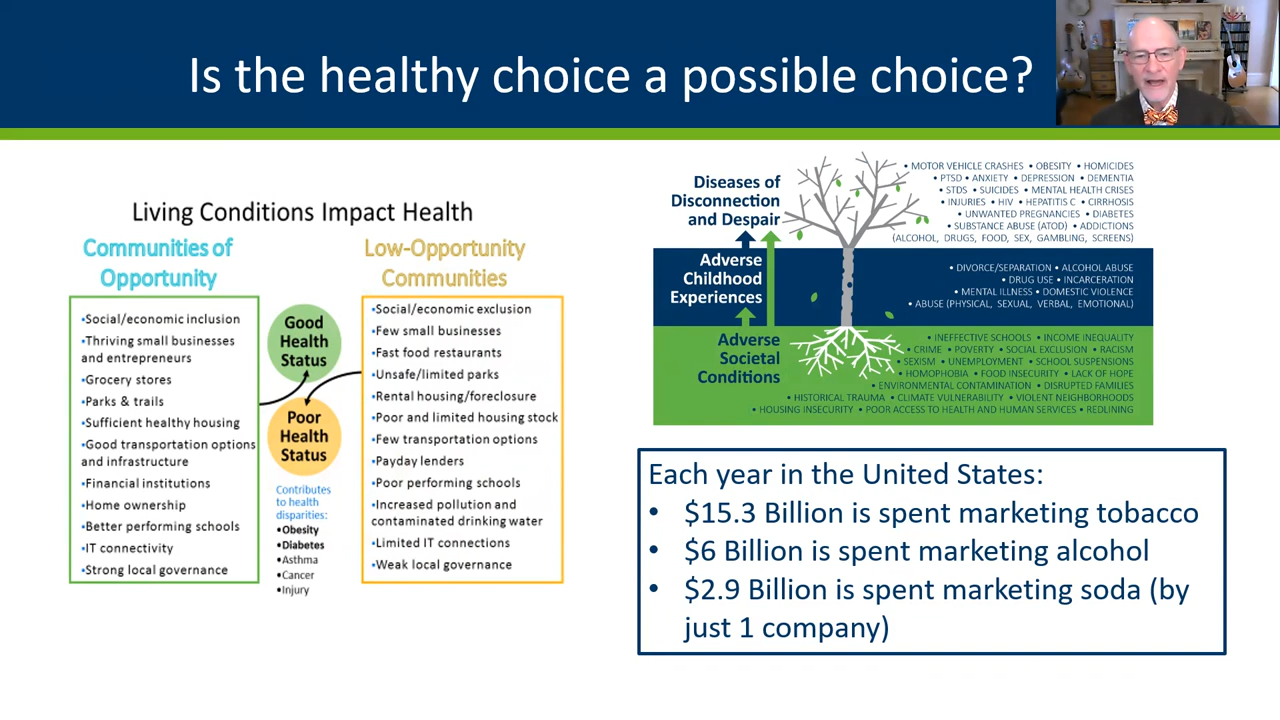 Is the healthy choice a possible choice?
Living Conditions Impact Health
Communities of
Opportunity
•Social/economic inclusion
•Thriving small businesses
and entrepreneurs
•Grocery stores
•Parks & trails
•Sufficient healthy housing
•Good transportation options
and infrastructure
•Financial institutions
•Home ownership
•Better performing schools
•IT connectivity
•Strong local governance
Good
Health
Status
Poor
Health
Status
Contributes
to health
disparities:
•Obesity
•Diabetes
•Asthma
•Cancer
•Injury
Low-Opportunity
Communities
•Social/economic exclusion
•Few small businesses
•Fast food restaurants
•Unsafe/limited parks
•Rental housing/foreclosure
•Poor and limited housing stock
•Few transportation options
•Payday lenders
•Poor performing schools
•Increased pollution and
contaminated drinking water
•Limited IT connections
•Weak local governance
Diseases of
Disconnection
and Despair
• MOTOR VEHICLE CRASHES • OBESITY • HOMICIDES
• PTSD • ANXIETY • DEPRESSION • DEMENTIA
• STDS • SUICIDES • MENTAL HEALTH CRISES
• INJURIES • HIV • HEPATITIS C • CIRRHOSIS
• UNWANTED PREGNANCIES • DIABETES
• SUBSTANCE ABUSE (ATOD) • ADDICTIONS
(ALCOHOL, DRUGS, FOOD, SEX, GAMBLING, SCREENS)
Adverse
Childhood
Experiences
• DIVORCE/SEPARATION • ALCOHOL ABUSE
• DRUG USE • INCARCERATION
• MENTAL ILLNESS • DOMESTIC VIOLENCE
• ABUSE (PHYSICAL, SEXUAL, VERBAL, EMOTIONAL)
Adverse
Societal
Conditions
• INEFFECTIVE SCHOOLS • INCOME INEQUALITY
• CRIME • POVERTY • SOCIAL EXCLUSION • RACISM
• SEXISM • UNEMPLOYMENT • SCHOOL SUSPENSIONS
• HOMOPHOBIA • FOOD INSECURITY • LACK OF HOPE
• ENVIRONMENTAL CONTAMINATION • DISRUPTED FAMILIES
• HISTORICAL TRAUMA • CLIMATE VULNERABILITY • VIOLENT NEIGHBORHOODS
• HOUSING INSECURITY • POOR ACCESS TO HEALTH AND HUMAN SERVICES • REDLINING
Each year in the United States:
• $15.3 Billion is spent marketing tobacco
• $6 Billion is spent marketing alcohol
• $2.9 Billion is spent marketing soda (by
just 1 company)